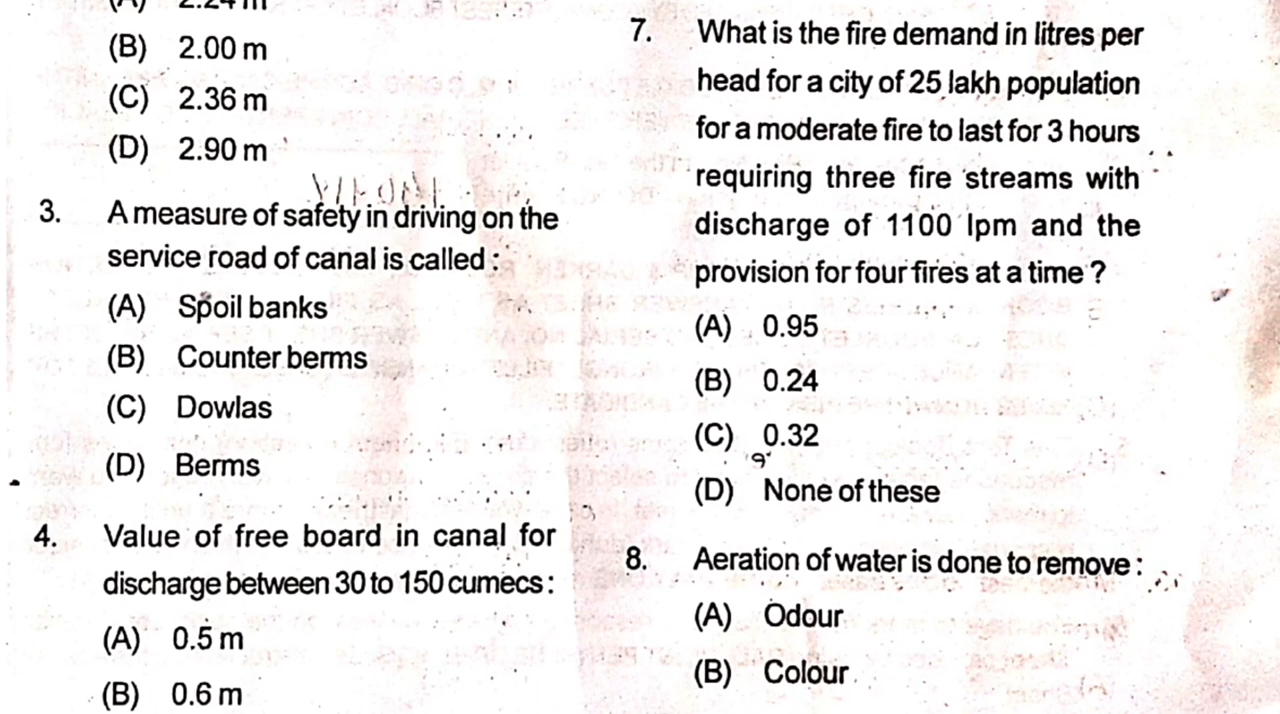 (B) 2.00 m
(C) 2.36 m
(D) 2.90 m
3. A measure of safety in driving on the
service road of canal is called :
(A) Spoil banks
(B) Counter berms
(C) Dowlas
(D) Berms
4. Value of free board in canal for
discharge between 30 to 150 cumecs :
(A) 0.5 m
(B) 0.6 m
7. What is the fire demand in litres per
head for a city of 25 lakh population
for a moderate fire to last for 3 hours
requiring three fire streams with
discharge of 1100 lpm and the
provision for four fires at a time ?
(A) 0.95
(B) 0.24
(C) 0.32
(D) None of these
8. Aeration of water is done to remove :
(A) Odour
(B) Colour